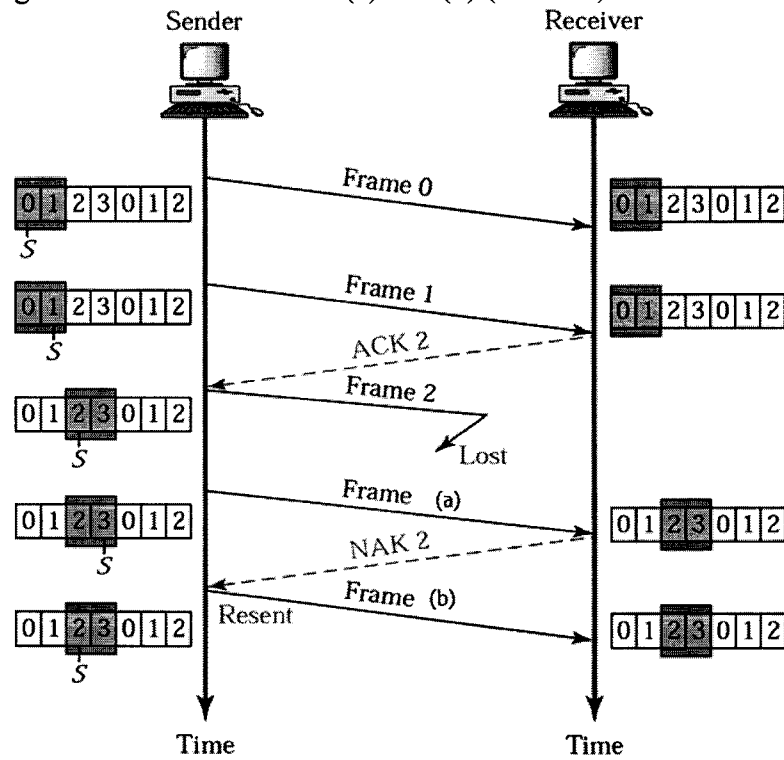 Sender Receiver
Frame 0
0 1 2 3 0 1 2 0 1 2 3 0 1 2
S
Frame 1
0 1 2 3 0 1 2 0 1 2 3 0 1 2
S
ACK 2
Frame 2
0 1 2 3 0 1 2
S
Lost
Frame (a)
0 1 2 3 0 1 2 0 1 2 3 0 1 2
S
NAK 2
Frame (b)
Resent
0 1 2 3 0 1 2 0 1 2 3 0 1 2
S
Time Time